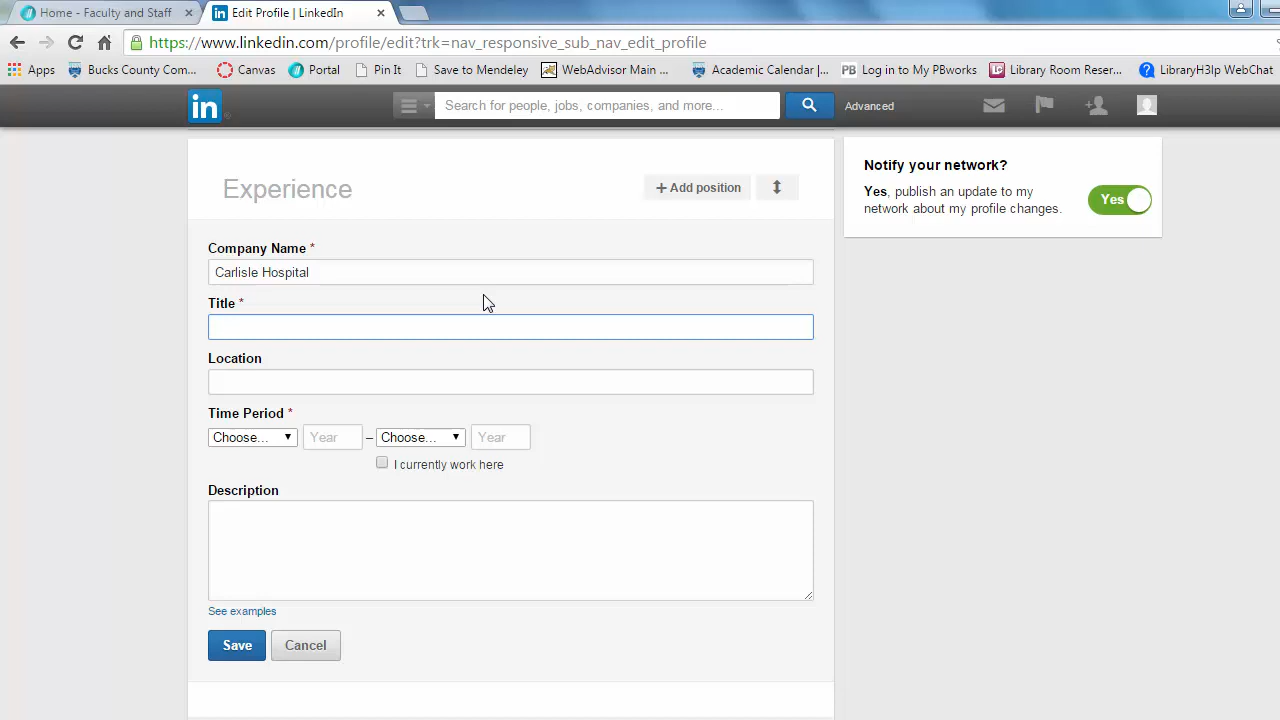 Home - Faculty and Staff
Edit Profile | LinkedIn
https://www.linkedin.com/profile/edit?trk=nav_responsive_sub_nav_edit_profile
Apps
Bucks County Com...
Canvas
Portal
Pin It
Save to Mendeley
WebAdvisor Main ...
Academic Calendar |...
PB Log in to My PBworks
Library Room Reser...
LibraryH3lp WebChat
in
Search for people, jobs, companies, and more...
Advanced
Experience
+ Add position
Notify your network?
Yes, publish an update to my
network about my profile changes.
Yes
Company Name *
Carlisle Hospital
Title *
Location
Time Period *
Choose... Year – Choose... Year
I currently work here
Description
See examples
Save Cancel